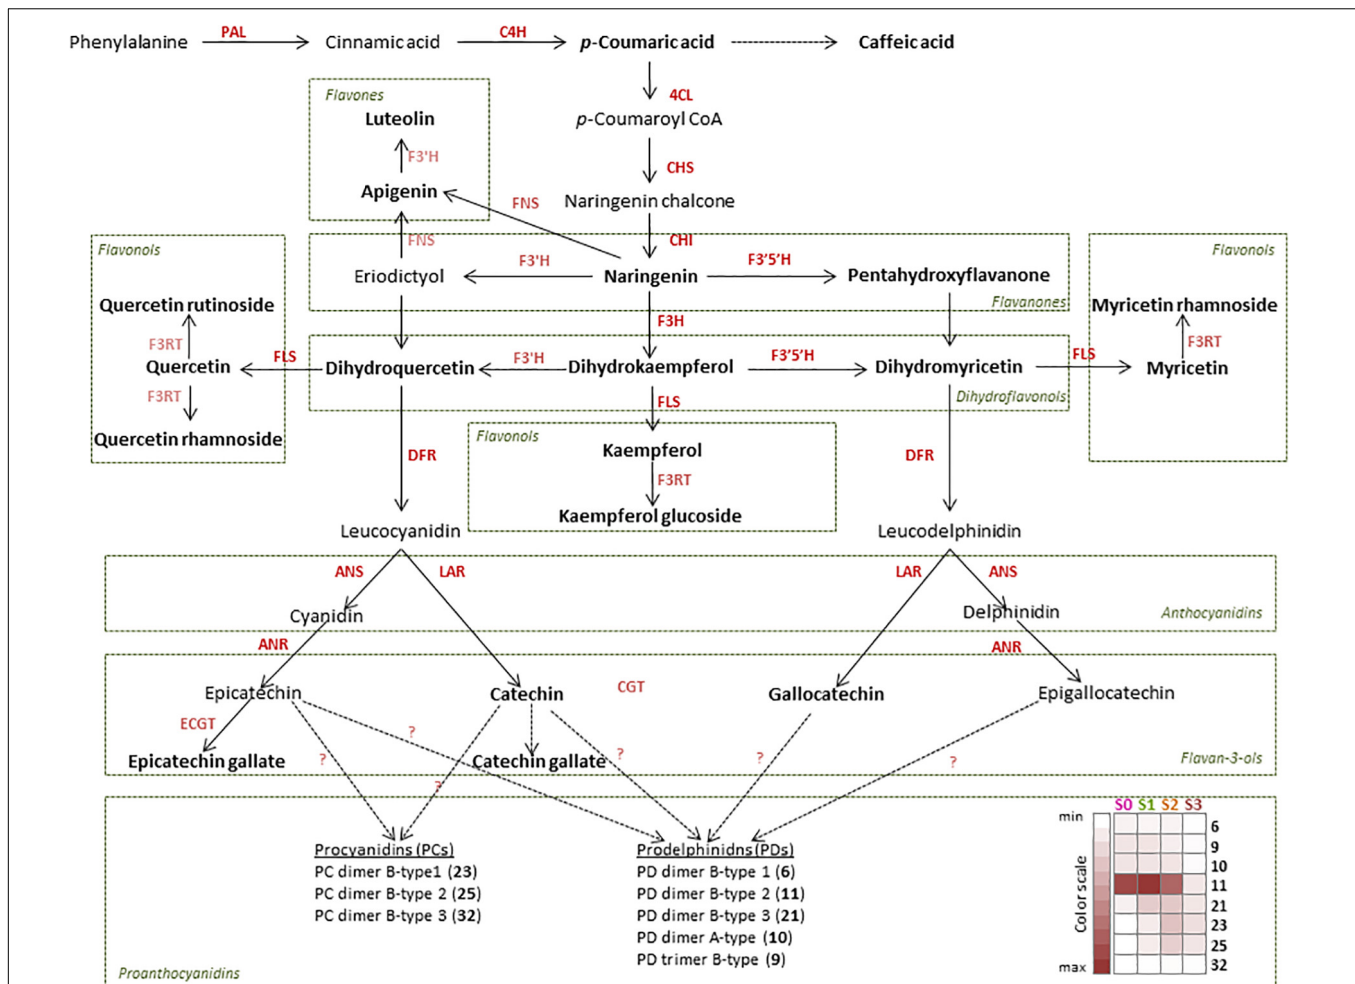 PAL
C4H
Phenylalanine
Cinnamic acid
p-Coumaric acid
Caffeic acid
4CL
Flavones
Luteolin
p-Coumaroyl CoA
F3'H
CHS
Apigenin
FNS
Naringenin chalcone
FNS
CHI
Flavonols
Flavonols
Eriodictyol
F3'H
Naringenin
F3'5'H
Pentahydroxyflavanone
Flavanones
Quercetin rutinoside
Myricetin rhamnoside
F3RT
F3H
F3RT
Quercetin
FLS
Dihydroquercetin
F3'H
Dihydrokaempferol
F3'5'H
Dihydromyricetin
FLS
Myricetin
F3RT
FLS
Dihydroflavonols
Quercetin rhamnoside
Flavonols
Kaempferol
DFR
F3RT
DFR
Kaempferol glucoside
Leucocyanidin
Leucodelphinidin
ANS
LAR
LAR
ANS
Cyanidin
Delphinidin
Anthocyanidins
ANR
ANR
Epicatechin
Catechin
CGT
Gallocatechin
Epigallocatechin
ECGT
?
?
?
?
?
?
Epicatechin gallate
Catechin gallate
Flavan-3-ols
Procyanidins (PCs)
PC dimer B-type1 (23)
PC dimer B-type 2 (25)
PC dimer B-type 3 (32)
Prodelphinidns (PDs)
PD dimer B-type 1 (6)
PD dimer B-type 2 (11)
PD dimer B-type 3 (21)
PD dimer A-type (10)
PD trimer B-type (9)
Proanthocyanidins
S0 S1 S2 S3
min
Color scale
max
6
9
10
11
21
23
25
32